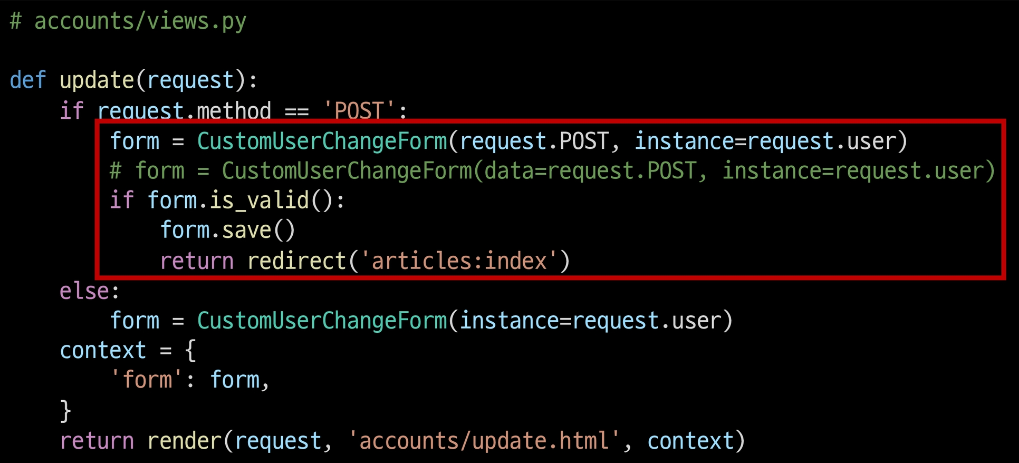 # accounts/views.py
def update(request):
    if request.method == 'POST':
        form = CustomUserChangeForm(request.POST, instance=request.user)
        # form = CustomUserChangeForm(data=request.POST, instance=request.user)
        if form.is_valid():
            form.save()
            return redirect('articles:index')
    else:
        form = CustomUserChangeForm(instance=request.user)
    context = {
        'form': form,
    }
    return render(request, 'accounts/update.html', context)